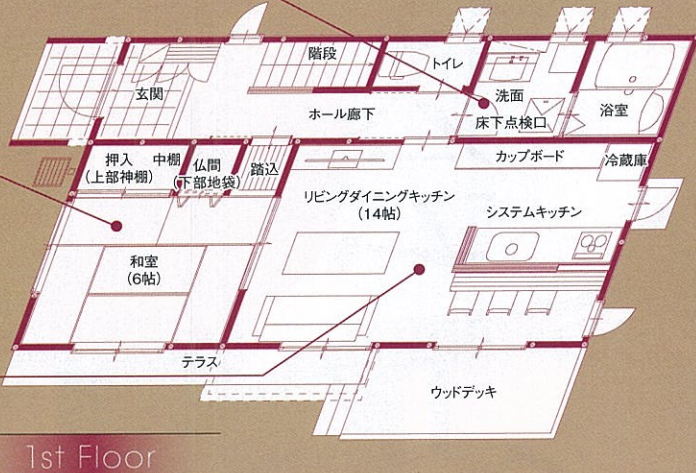 階段
トイレ
玄関
洗面
ホール廊下
床下点検口
浴室
押入
(上部神棚)
中棚
仏間
(下部地袋)
踏込
カップボード
冷蔵庫
リビングダイニングキッチン
(14帖)
システムキッチン
和室
(6帖)
テラス
ウッドデッキ
1st Floor